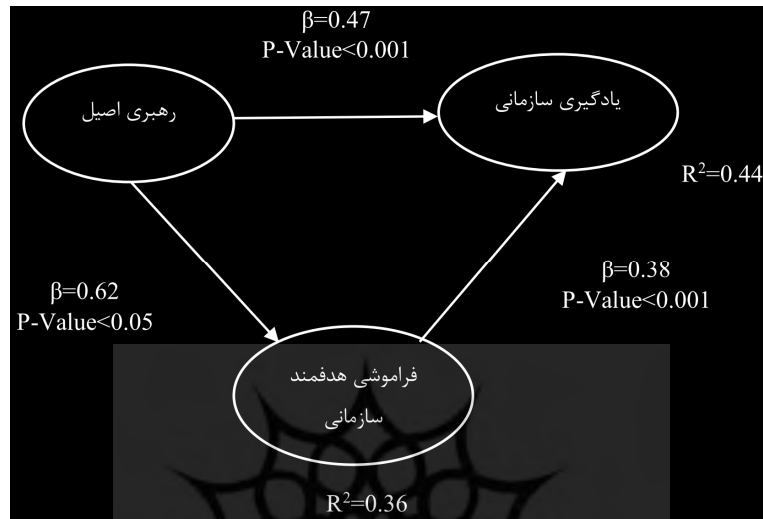 β=0.47
P-Value<0.001
رهبری اصیل
یادگیری سازمانی
R²=0.44
β=0.62
P-Value<0.05
β=0.38
P-Value<0.001
فراموشی هدفمند
سازمانی
R²=0.36